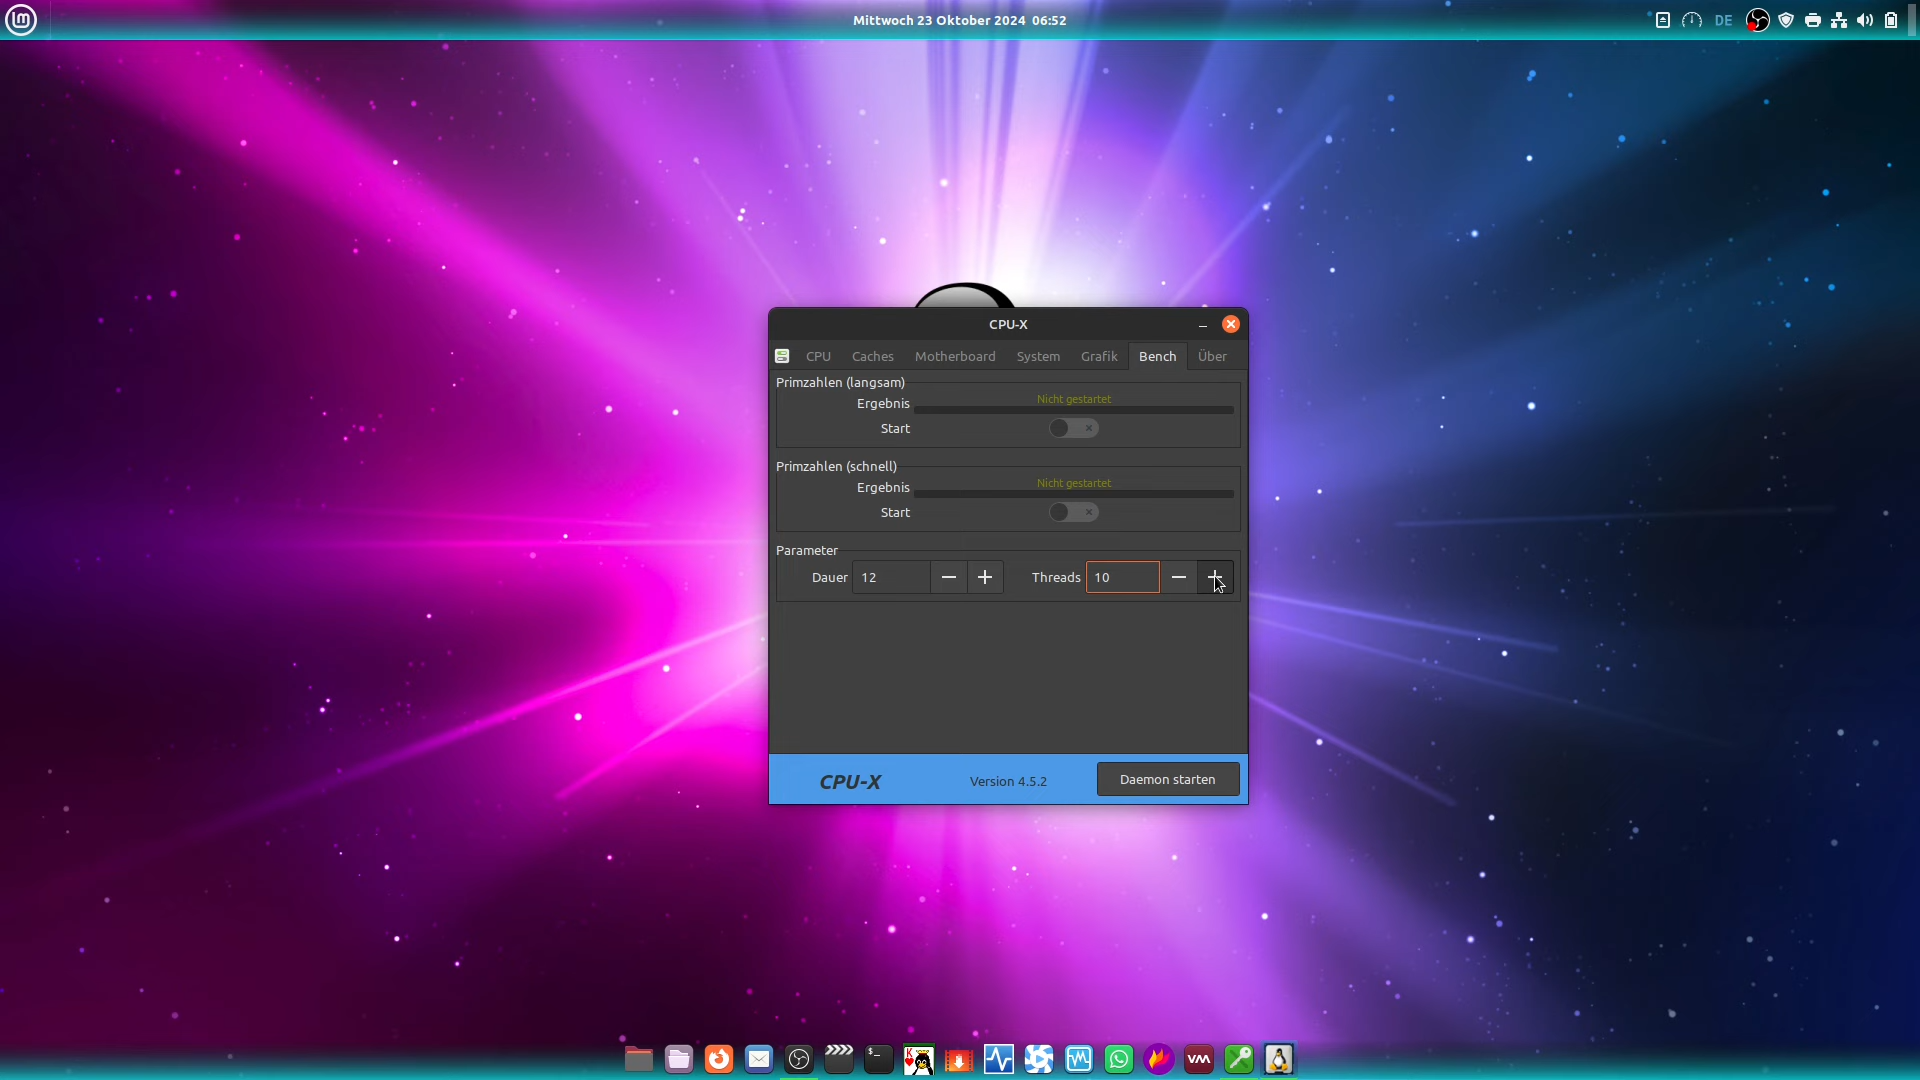 Mittwoch 23 Oktober 2024 06:52
DE
CPU-X
CPU Caches Motherboard System Grafik Bench Über
Primzahlen (langsam)
Ergebnis Nicht gestartet
Start
Primzahlen (schnell)
Ergebnis Nicht gestartet
Start
Parameter
Dauer 12 Threads 10
CPU-X Version 4.5.2 Daemon starten